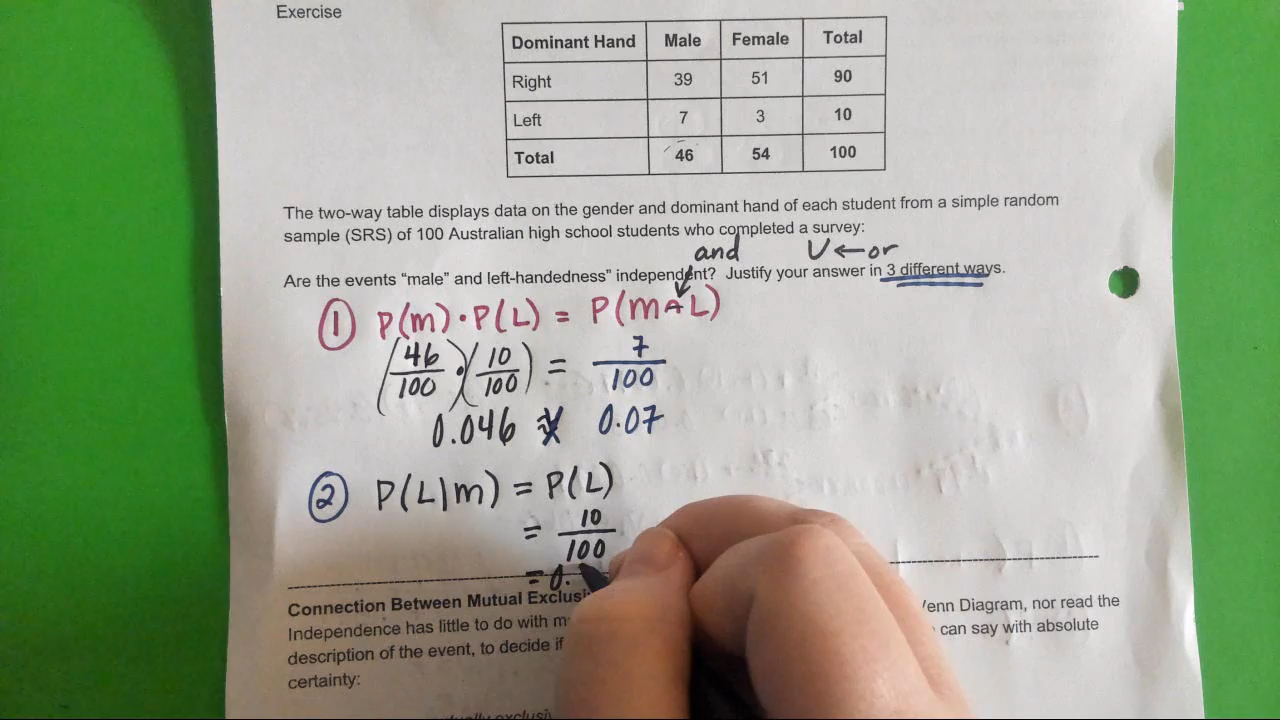 Exercise
Dominant Hand Male Female Total
Right 39 51 90
Left 7 3 10
Total 46 54 100
The two-way table displays data on the gender and dominant hand of each student from a simple random
sample (SRS) of 100 Australian high school students who completed a survey:
and U ← or
Are the events “male” and left-handedness” independent? Justify your answer in 3 different ways.
① P(m) · P(L) = P(m ∩ L)
(46/100) · (10/100) = 7/100
0.046 ≠ 0.07
② P(L|m) = P(L)
= 10/100
= 0.
Connection Between Mutual
Independence has little to do with /enn Diagram, nor read the
description of the event, to decide if can say with absolute
certainty: